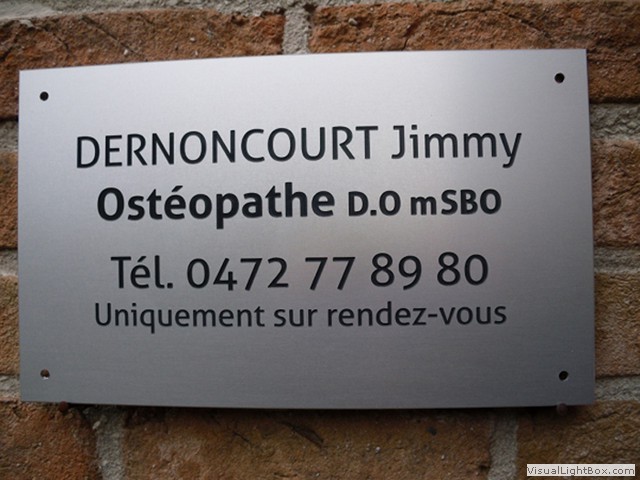 DERNONCOURT Jimmy
Ostéopathe D.O mSBO
Tél. 0472 77 89 80
Uniquement sur rendez-vous
VisualLightBox.com